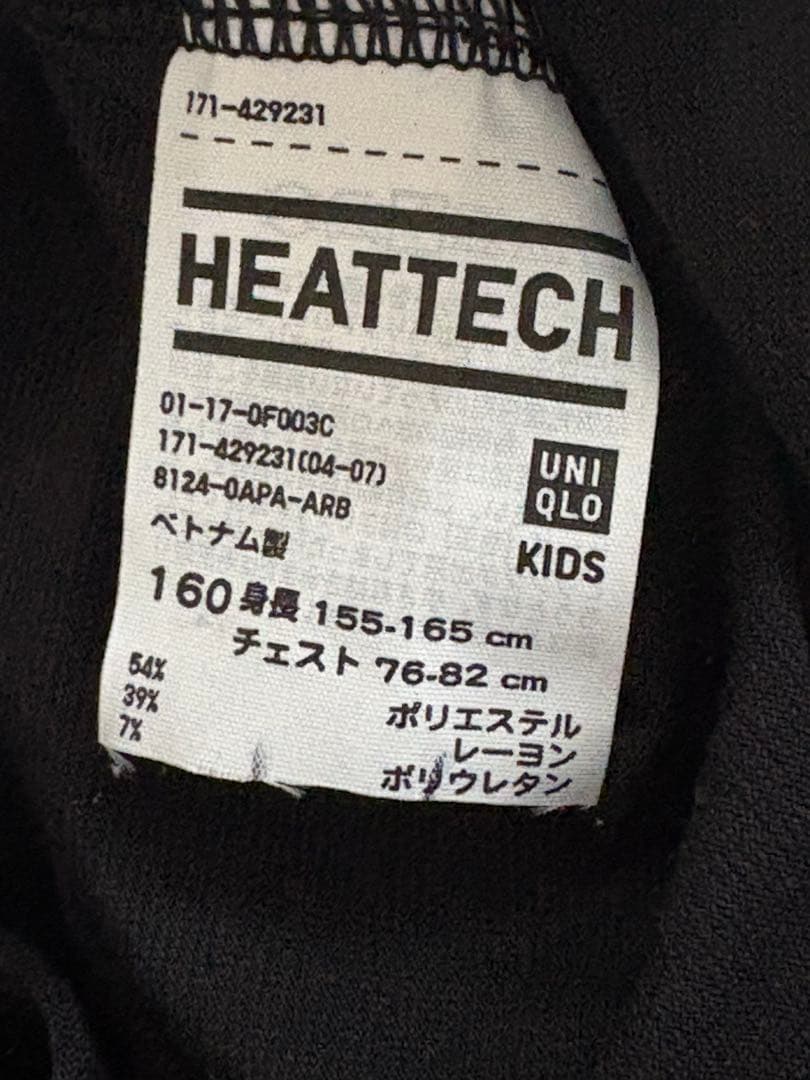 171-429231
HEATTECH
01-17-0F003C
171-429231(04-07)
8124-0APA-ARB
ベトナム製
UNI
QLO
KIDS
160 身長 155-165 cm
チェスト 76-82 cm
54% ポリエステル
39% レーヨン
7% ポリウレタン